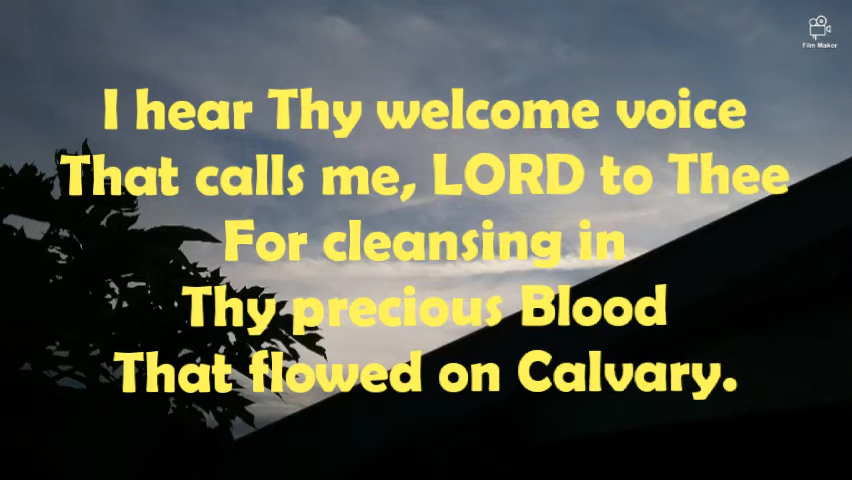 Film Maker
I hear Thy welcome voice
That calls me, LORD to Thee
For cleansing in
Thy precious Blood
That flowed on Calvary.